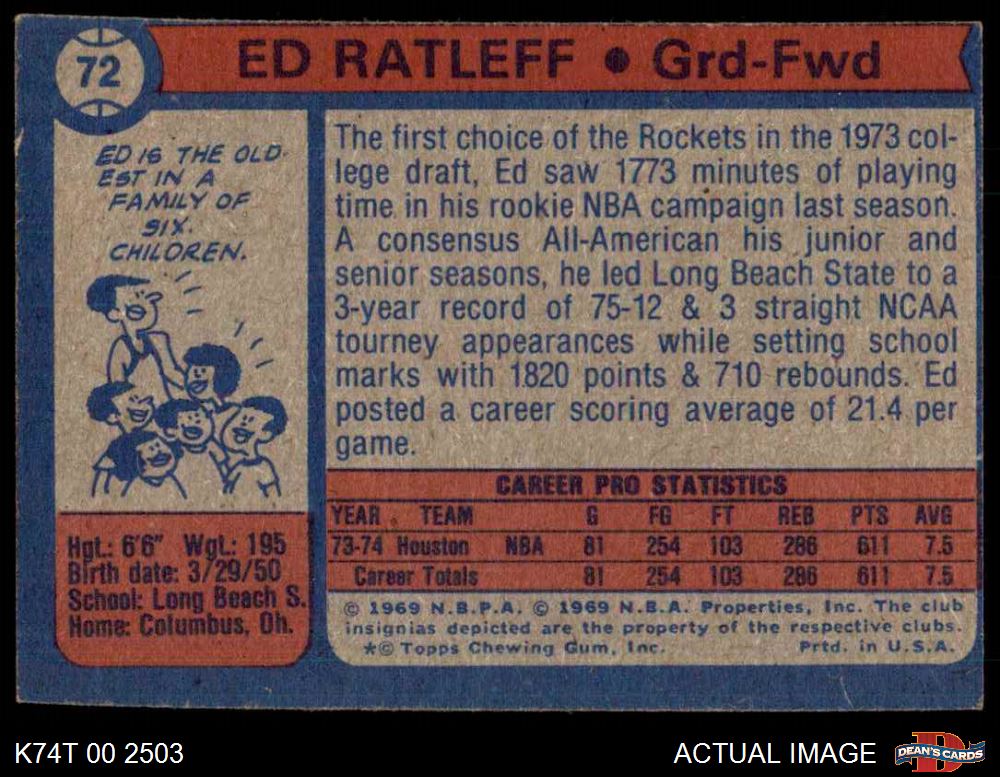 72
ED RATLEFF • Grd-Fwd
ED IS THE OLD-
EST IN A
FAMILY OF
SIX.
CHILDREN.
The first choice of the Rockets in the 1973 col-
lege draft, Ed saw 1773 minutes of playing
time in his rookie NBA campaign last season.
A consensus All-American his junior and
senior seasons, he led Long Beach State to a
3-year record of 75-12 & 3 straight NCAA
tourney appearances while setting school
marks with 1820 points & 710 rebounds. Ed
posted a career scoring average of 21.4 per
game.
Hgt.: 6'6" Wgt.: 195
Birth date: 3/29/50
School: Long Beach S.
Home: Columbus, Oh.
CAREER PRO STATISTICS
YEAR TEAM G FG FT REB PTS AVG
73-74 Houston NBA 81 254 103 286 611 7.5
Career Totals 81 254 103 286 611 7.5
© 1969 N.B.P.A. © 1969 N.B.A. Properties, Inc. The club
insignias depicted are the property of the respective clubs.
*© Topps Chewing Gum, Inc. Prtd. in U.S.A.
K74T 00 2503
ACTUAL IMAGE
D
DEAN'S CARDS